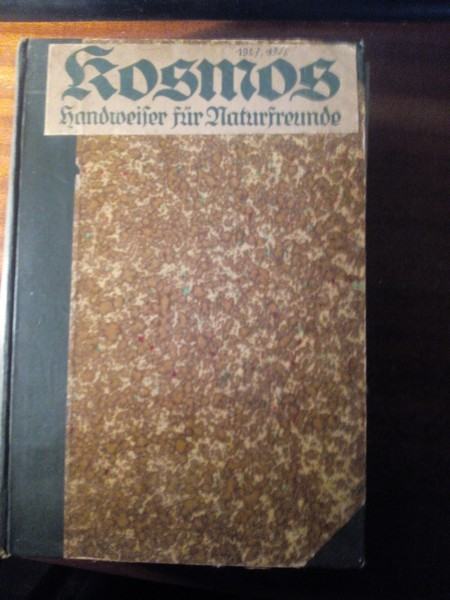 Kosmos
Handweiser für Naturfreunde